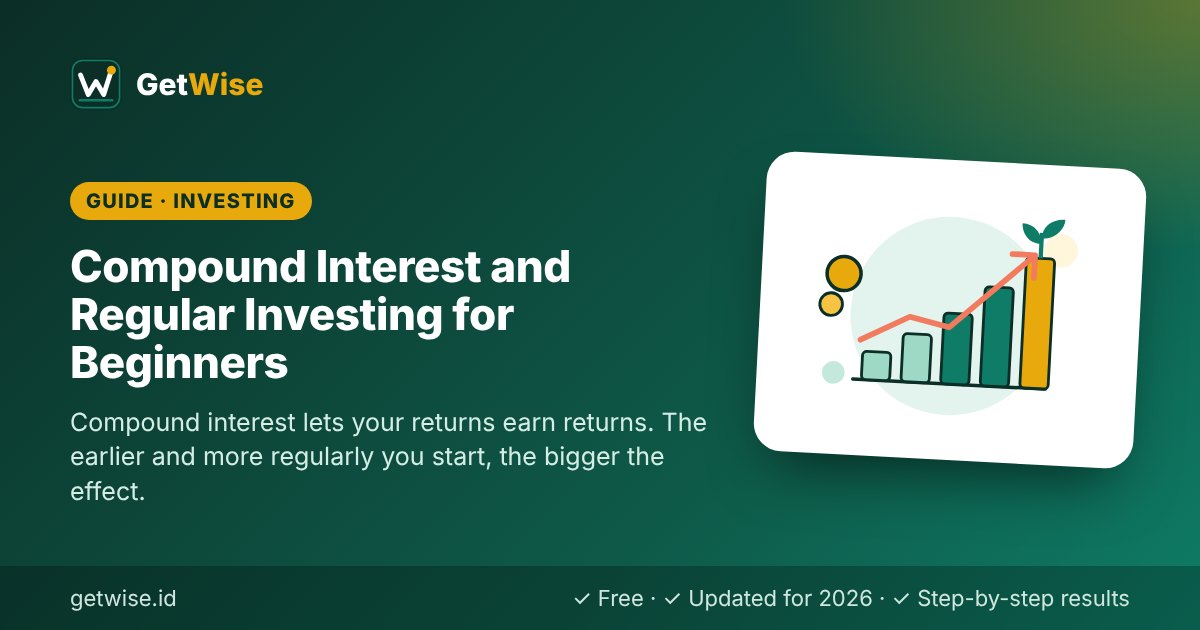 GetWise
GUIDE · INVESTING
Compound Interest and
Regular Investing for
Beginners
Compound interest lets your returns earn returns. The
earlier and more regularly you start, the bigger the
effect.
getwise.id
✓ Free · ✓ Updated for 2026 · ✓ Step-by-step results